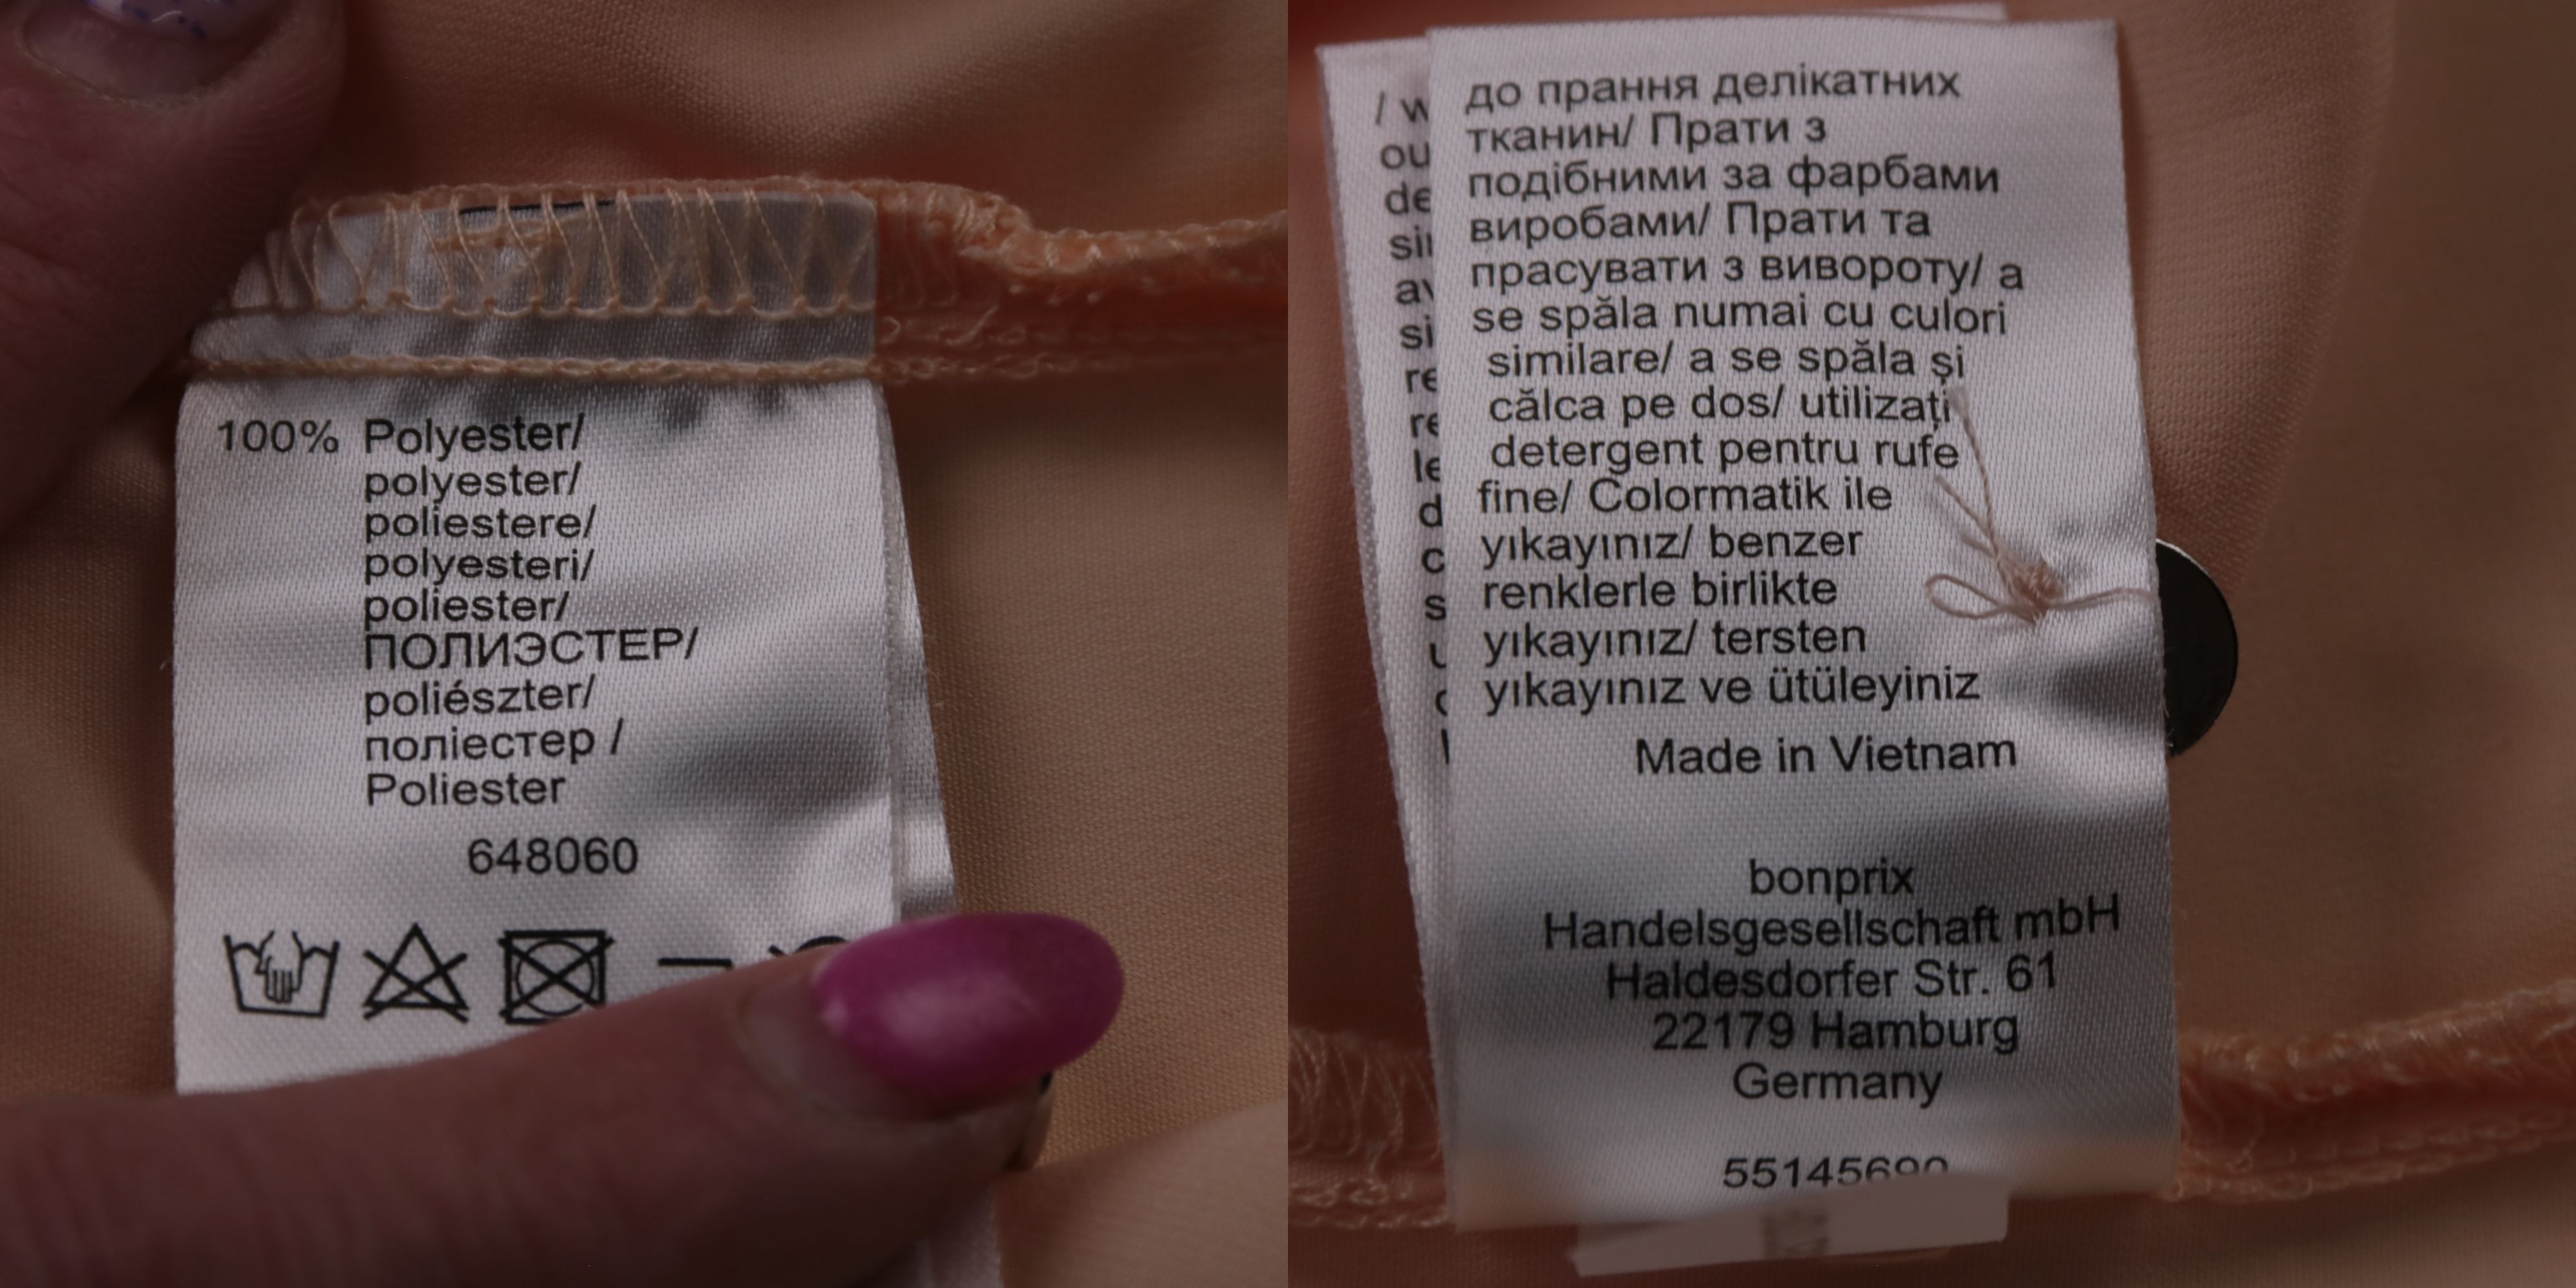 100% Polyester/
polyester/
poliestere/
polyesteri/
poliester/
ПОЛИЭСТЕР/
poliészter/
поліестер /
Poliester
648060
до прання делікатних
тканин/ Прати з
подібними за фарбами
виробами/ Прати та
прасувати з вивороту/ a
se spăla numai cu culori
similare/ a se spăla și
călca pe dos/ utilizați
detergent pentru rufe
fine/ Colormatik ile
yıkayınız/ benzer
renklerle birlikte
yıkayınız/ tersten
yıkayınız ve ütüleyiniz
Made in Vietnam
bonprix
Handelsgesellschaft mbH
Haldesdorfer Str. 61
22179 Hamburg
Germany
55145690